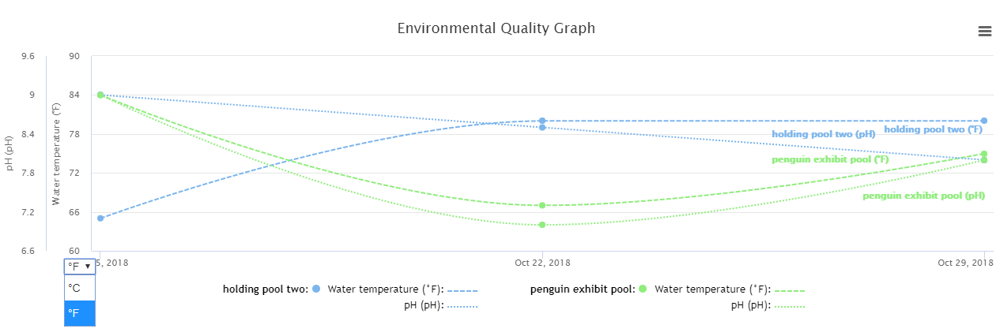 Environmental Quality Graph
9.6
9
8.4
7.8
7.2
6.6
pH (pH)
90
84
78
72
66
60
Water temperature (°F)
holding pool two (pH)
holding pool two (°F)
penguin exhibit pool (°F)
penguin exhibit pool (pH)
5, 2018
Oct 22, 2018
Oct 29, 2018
°F ▼
°C
°F
holding pool two: Water temperature (°F):
pH (pH):
penguin exhibit pool: Water temperature (°F):
pH (pH):